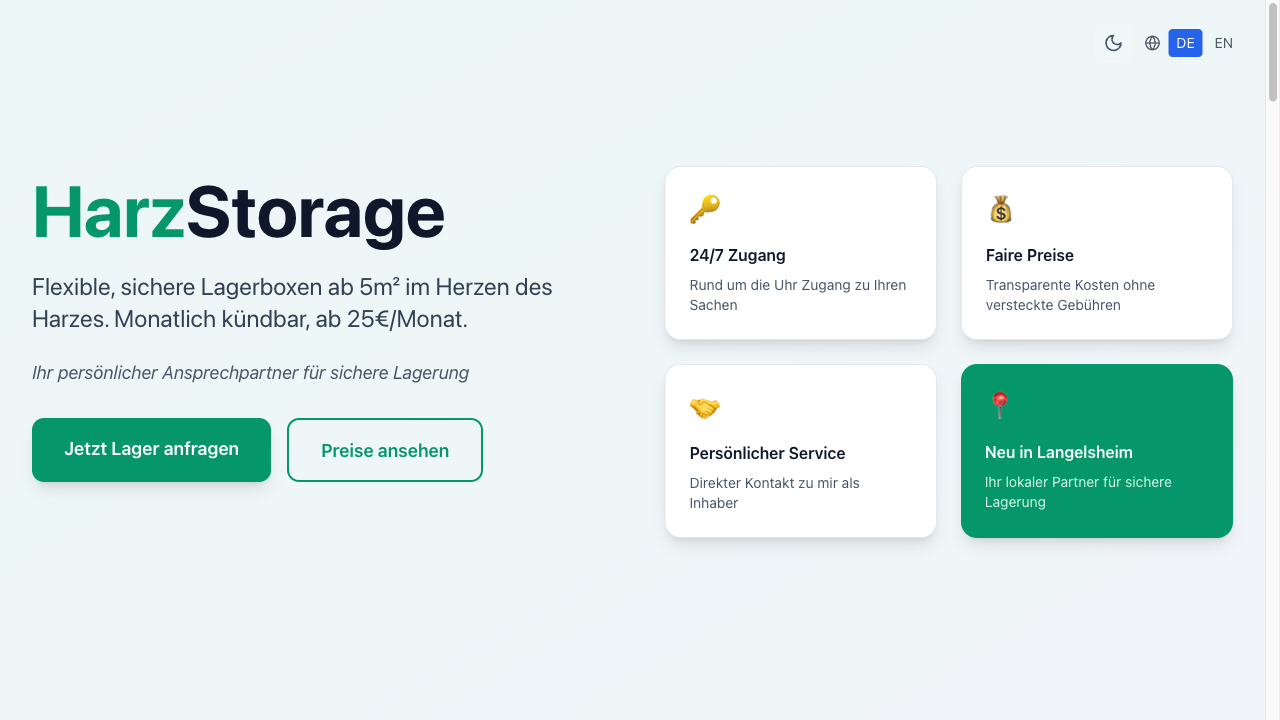 DE
EN
HarzStorage
Flexible, sichere Lagerboxen ab 5m² im Herzen des
Harzes. Monatlich kündbar, ab 25€/Monat.
Ihr persönlicher Ansprechpartner für sichere Lagerung
Jetzt Lager anfragen
Preise ansehen
24/7 Zugang
Rund um die Uhr Zugang zu Ihren
Sachen
Faire Preise
Transparente Kosten ohne
versteckte Gebühren
Persönlicher Service
Direkter Kontakt zu mir als
Inhaber
Neu in Langelsheim
Ihr lokaler Partner für sichere
Lagerung